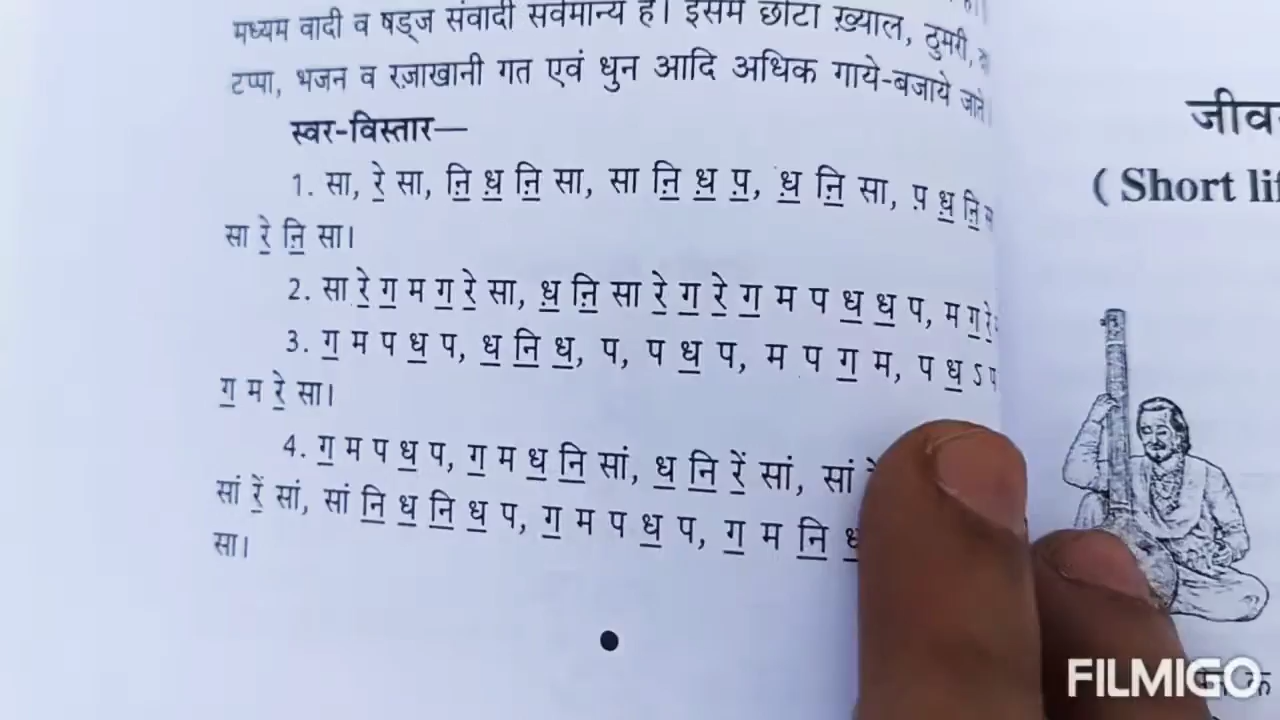 मध्यम वादी व षड्ज संवादी सर्वमान्य है। इसमें छोटा ख़्याल, ठुमरी,
टप्पा, भजन व रज़ाखानी गत एवं धुन आदि अधिक गाये-बजाये जाते
स्वर-विस्तार—
1. सा, रे॒ सा, नि़॒ ध़॒ नि़॒ सा, सा नि़॒ ध़॒ प़॒, ध़॒ नि़॒ सा, प़ ध़॒ नि़॒
सा रे॒ नि़॒ सा।
2. सा रे॒ ग॒ म ग॒ रे॒ सा, ध़॒ नि़॒ सा रे॒ ग॒ रे॒ ग॒ म प ध॒ ध॒ प, म ग॒ रे॒
3. ग॒ म प ध॒ प, ध॒ नि॒ ध॒, प, प ध॒ प, म प ग॒ म, प ध॒ ऽ प
ग॒ म रे॒ सा।
4. ग॒ म प ध॒ प, ग॒ म ध॒ नि॒ सां, ध॒ नि॒ रें॒ सां, सां
सां रें॒ सां, सां नि॒ ध॒ नि॒ ध॒ प, ग॒ म प ध॒ प, ग॒ म नि॒
सा।
जीव
( Short lif
FILMIGO